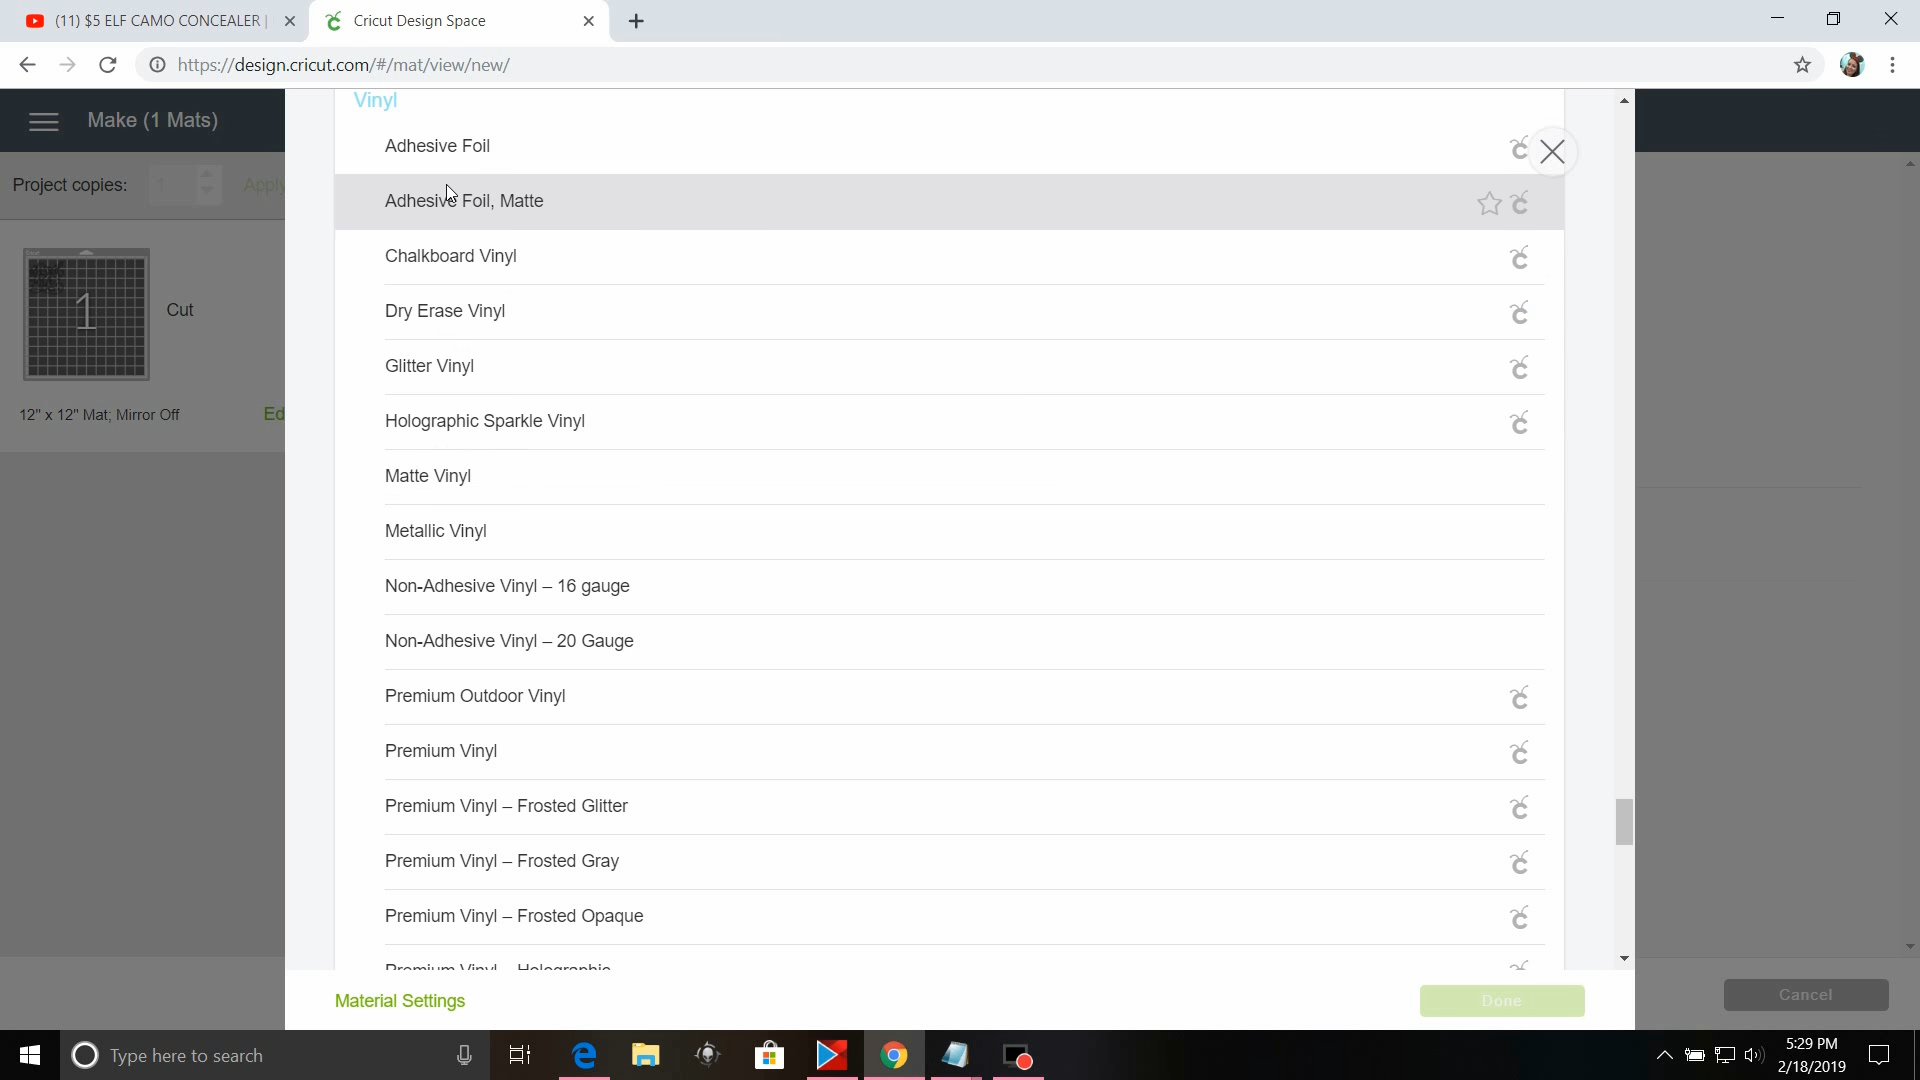 (11) $5 ELF CAMO CONCEALER |
Cricut Design Space
https://design.cricut.com/#/mat/view/new/
Make (1 Mats)
Project copies: 1 Apply
1
Cut
12" x 12" Mat; Mirror Off Ed
Vinyl
Adhesive Foil
Adhesive Foil, Matte
Chalkboard Vinyl
Dry Erase Vinyl
Glitter Vinyl
Holographic Sparkle Vinyl
Matte Vinyl
Metallic Vinyl
Non-Adhesive Vinyl – 16 gauge
Non-Adhesive Vinyl – 20 Gauge
Premium Outdoor Vinyl
Premium Vinyl
Premium Vinyl – Frosted Glitter
Premium Vinyl – Frosted Gray
Premium Vinyl – Frosted Opaque
Premium Vinyl – Holographic
Material Settings
Done
Cancel
Type here to search
5:29 PM
2/18/2019